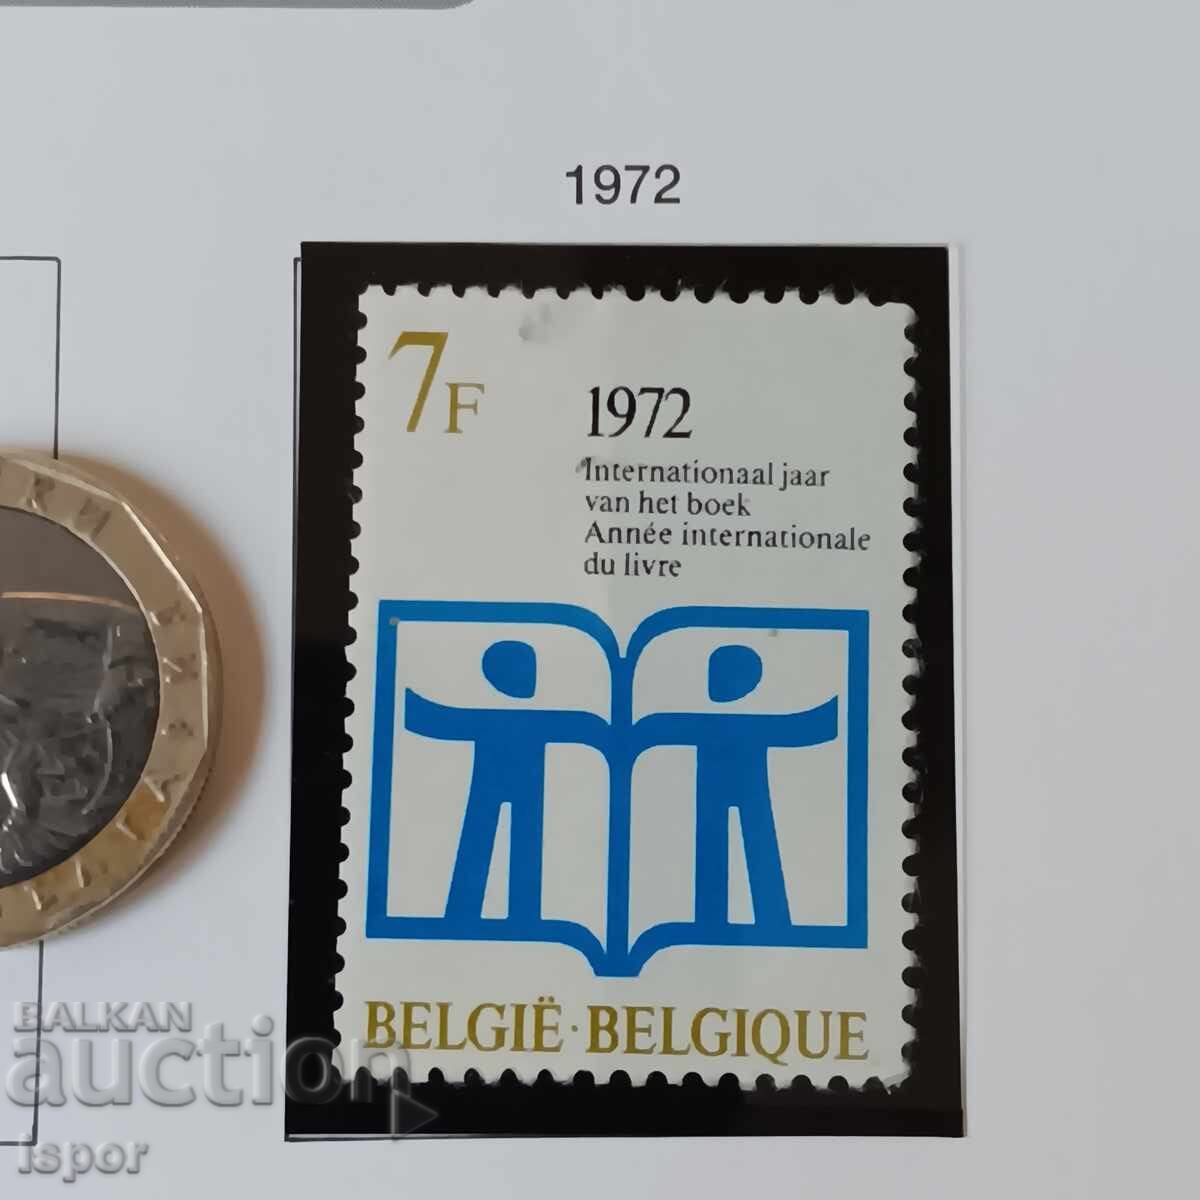 1972
7F
1972
Internationaal jaar
van het boek
Année internationale
du livre
BELGIË·BELGIQUE
BALKAN
auction
Ispor